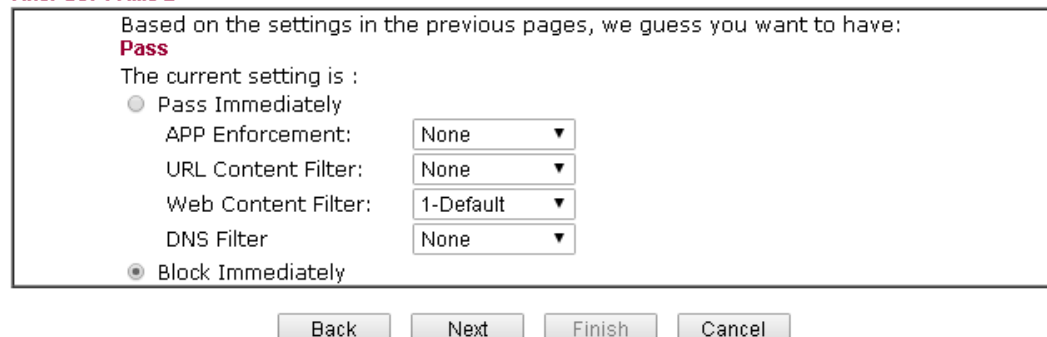 Based on the settings in the previous pages, we guess you want to have:
Pass
The current setting is :
Pass Immediately
APP Enforcement: None
URL Content Filter: None
Web Content Filter: 1-Default
DNS Filter None
Block Immediately
Back Next Finish Cancel